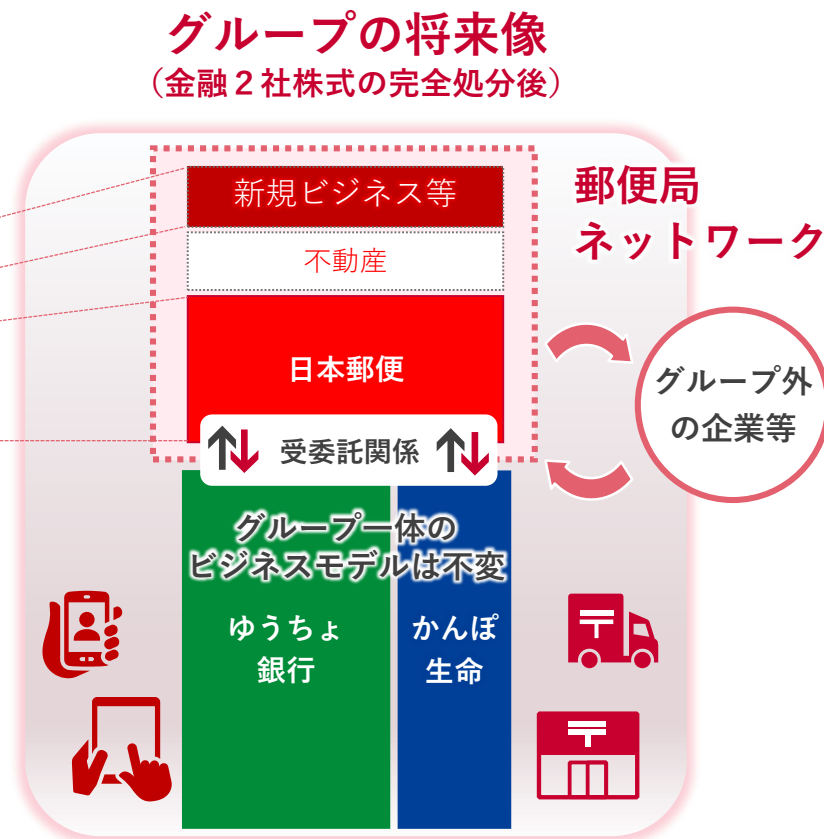 グループの将来像
（金融２社株式の完全処分後）
新規ビジネス等
不動産
日本郵便
郵便局
ネットワーク
グループ外
の企業等
受委託関係
グループ一体の
ビジネスモデルは不変
ゆうちょ
銀行
かんぽ
生命